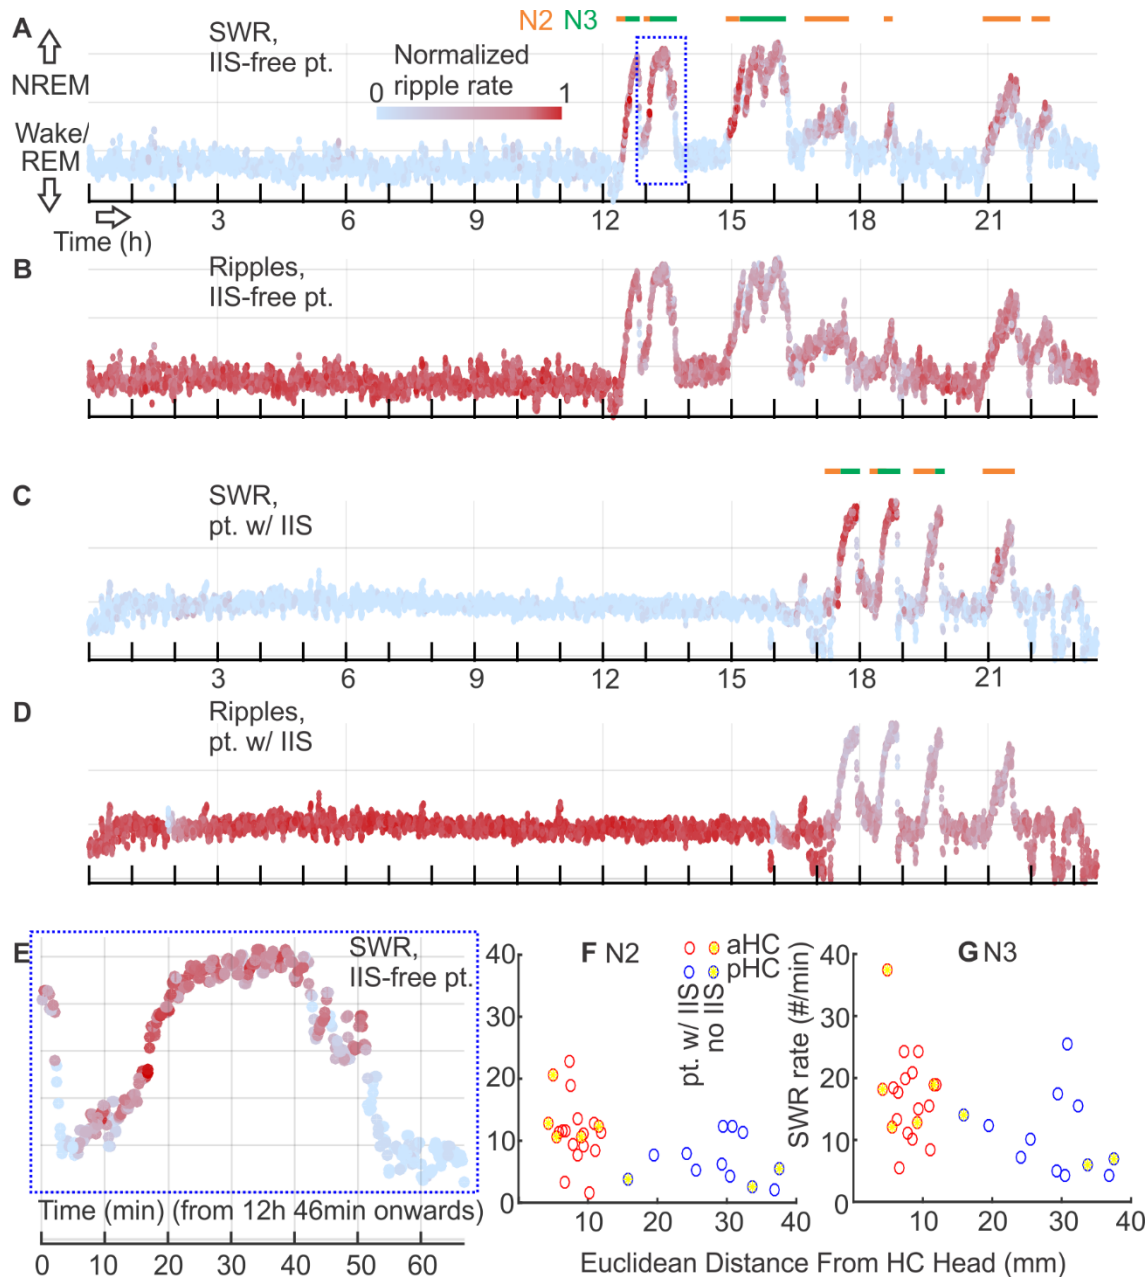 N2 N3
A
SWR,
IIS-free pt.
NREM
Wake/
REM
Normalized
ripple rate
0 1
3 6 9 12 15 18 21
Time (h)
B
Ripples,
IIS-free pt.
C
SWR,
pt. w/ IIS
3 6 9 12 15 18 21
D
Ripples,
pt. w/ IIS
E
SWR,
IIS-free pt.
Time (min) (from 12h 46min onwards)
0 10 20 30 40 50 60
F N2
pt. w/ IIS
no IIS
aHC
pHC
40
30
20
10
0
10 20 30 40
G N3
SWR rate (#/min)
40
30
20
10
0
10 20 30 40
Euclidean Distance From HC Head (mm)